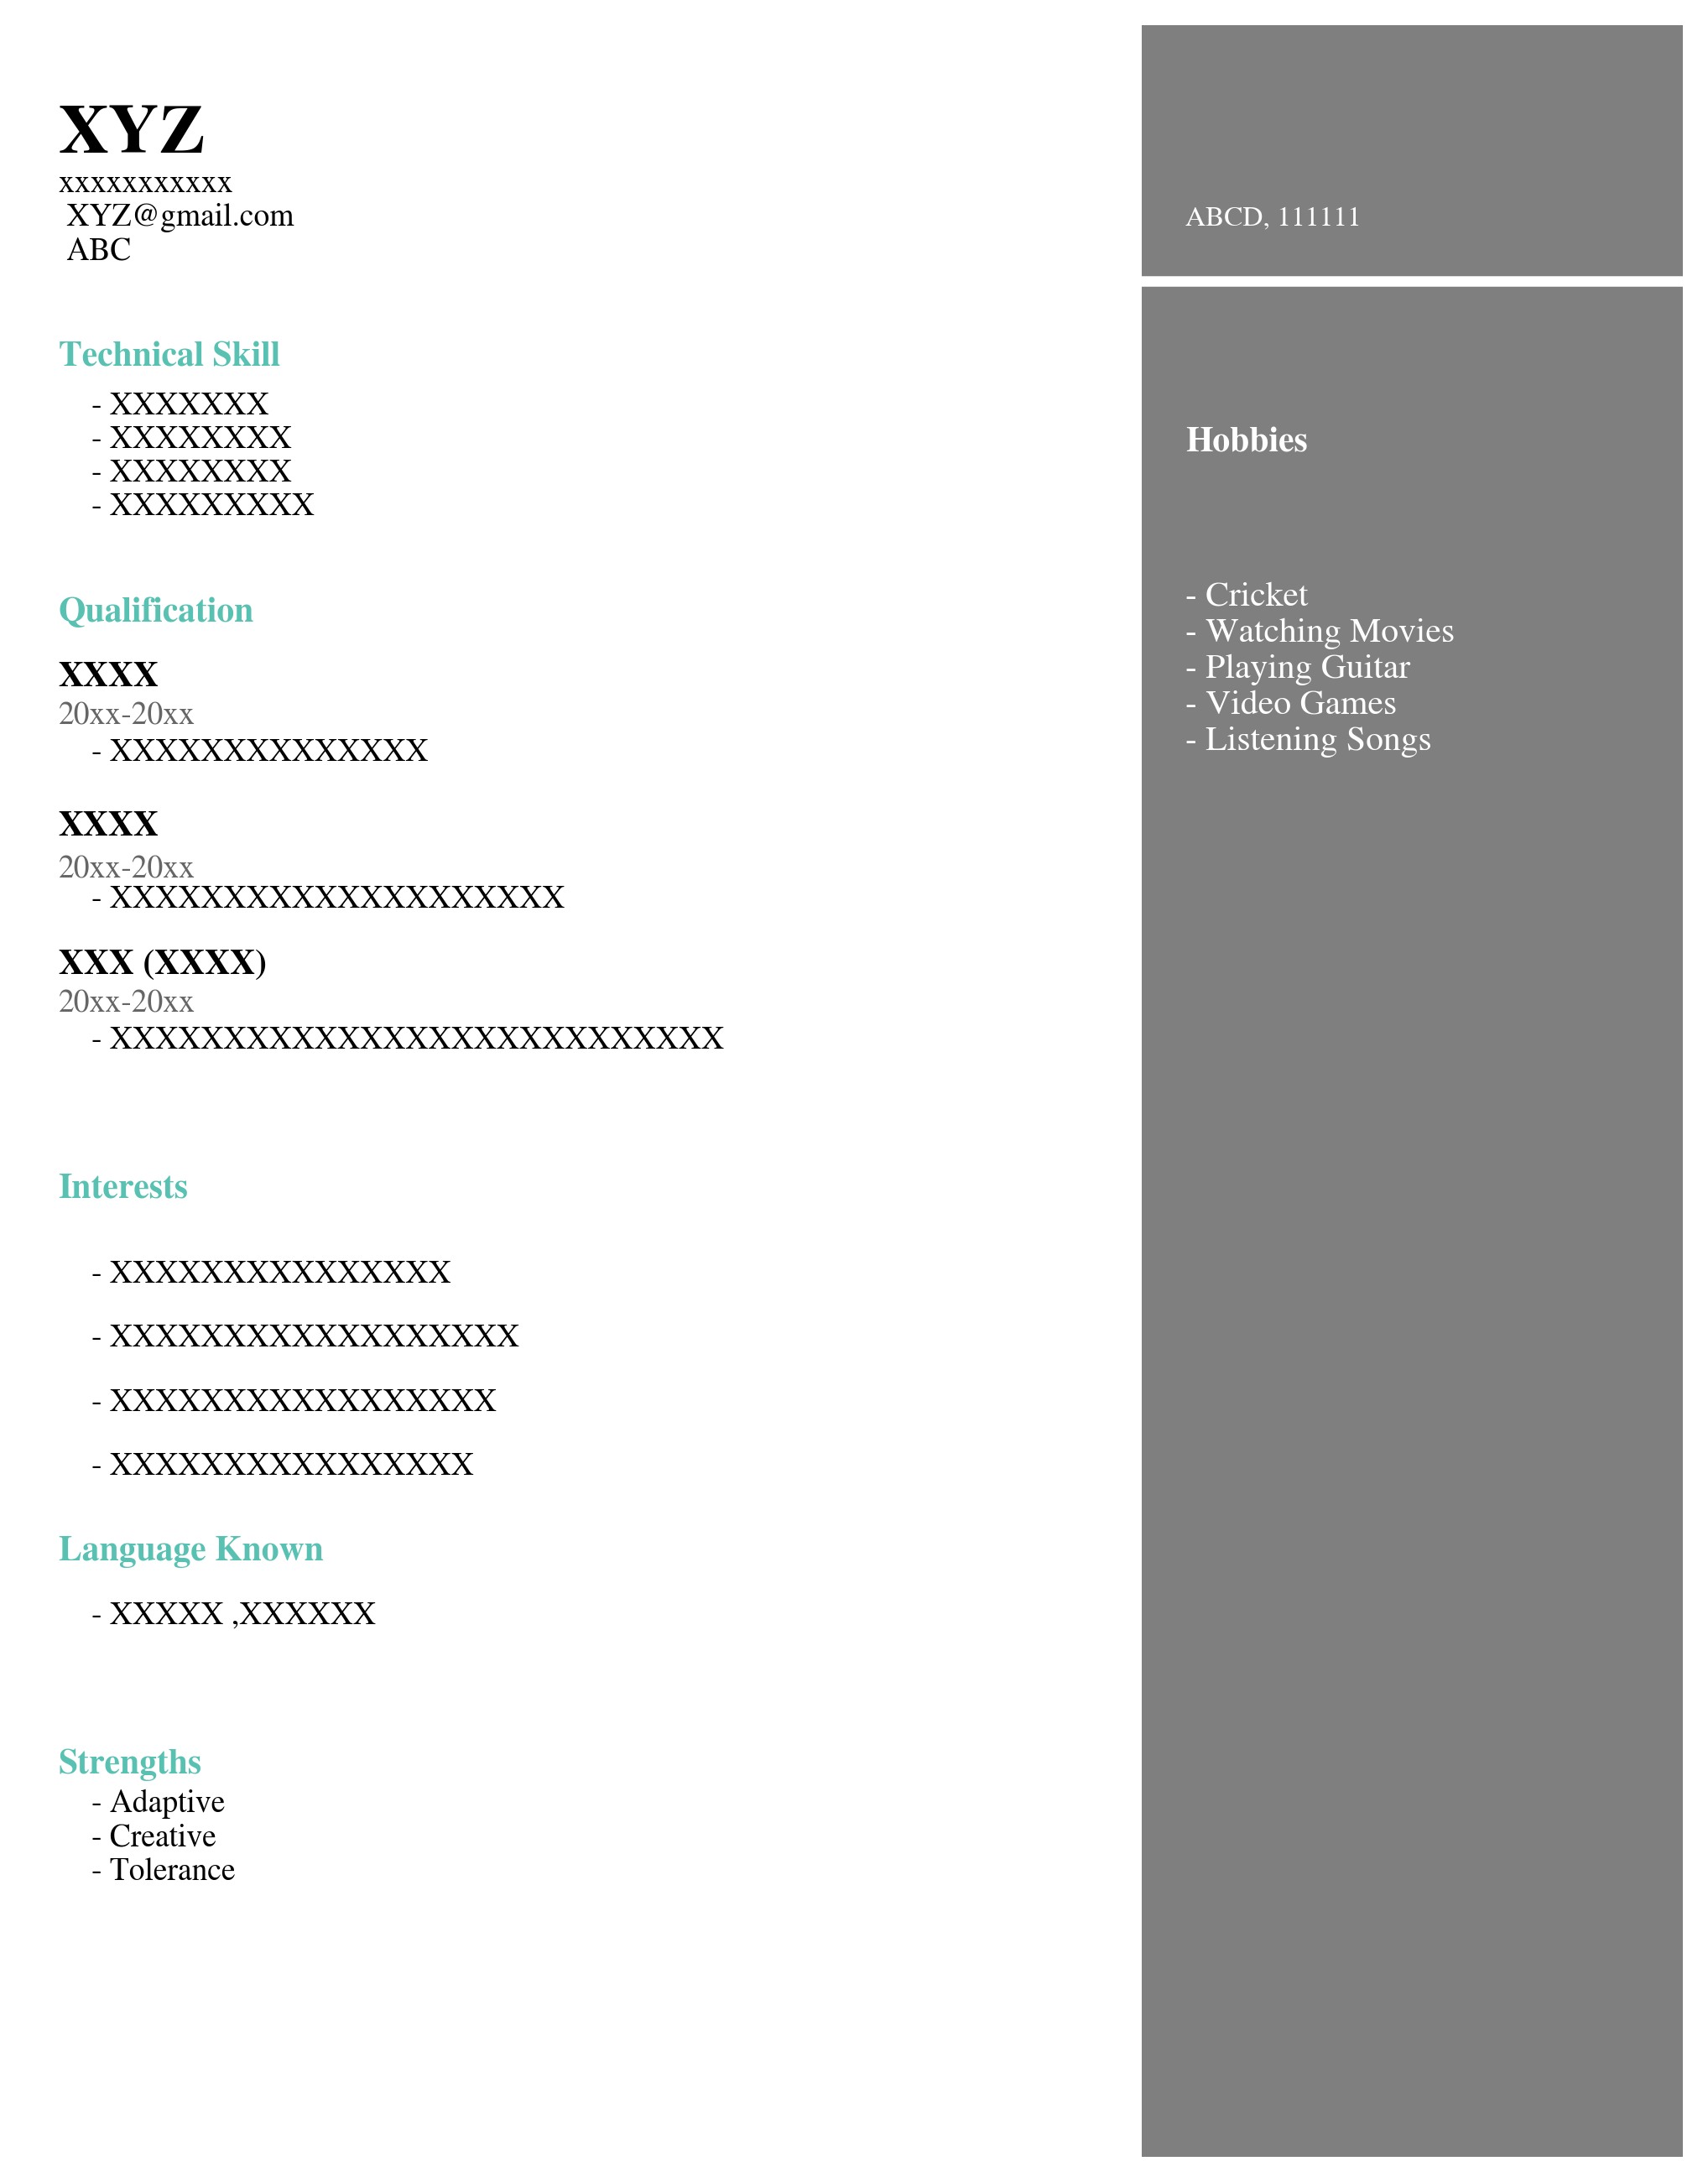 XYZ
xxxxxxxxxxx
XYZ@gmail.com
ABC
Technical Skill
- XXXXXXX
- XXXXXXXX
- XXXXXXXX
- XXXXXXXXX
Qualification
XXXX
20xx-20xx
- XXXXXXXXXXXXXX
XXXX
20xx-20xx
- XXXXXXXXXXXXXXXXXXXX
XXX (XXXX)
20xx-20xx
- XXXXXXXXXXXXXXXXXXXXXXXXXXX
Interests
- XXXXXXXXXXXXXXX
- XXXXXXXXXXXXXXXXXX
- XXXXXXXXXXXXXXXXX
- XXXXXXXXXXXXXXXX
Language Known
- XXXXX ,XXXXXX
Strengths
- Adaptive
- Creative
- Tolerance
ABCD, 111111
Hobbies
- Cricket
- Watching Movies
- Playing Guitar
- Video Games
- Listening Songs